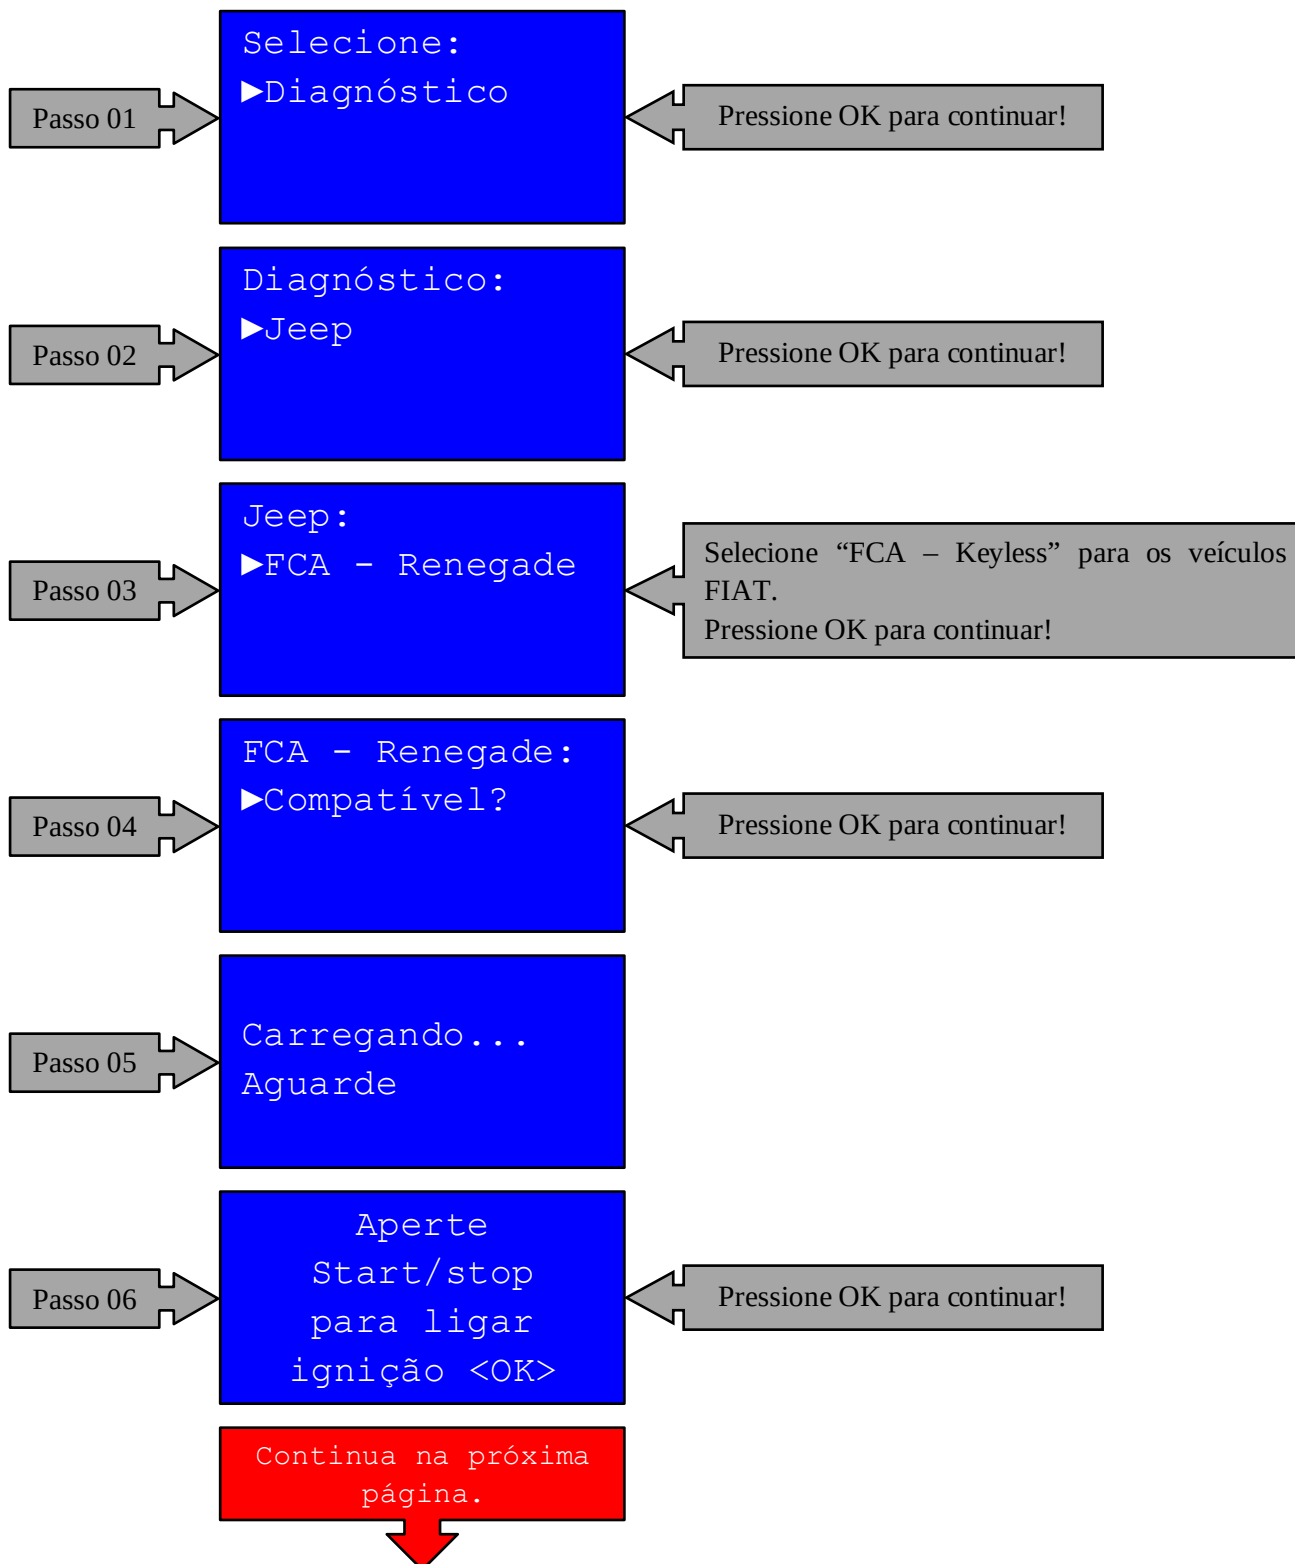 Selecione:
►Diagnóstico
Passo 01
Pressione OK para continuar!
Diagnóstico:
►Jeep
Passo 02
Pressione OK para continuar!
Jeep:
►FCA - Renegade
Passo 03
Selecione “FCA – Keyless” para os veículos
FIAT.
Pressione OK para continuar!
FCA - Renegade:
►Compatível?
Passo 04
Pressione OK para continuar!
Carregando...
Aguarde
Passo 05
Aperte
Start/stop
para ligar
ignição <OK>
Passo 06
Pressione OK para continuar!
Continua na próxima
página.